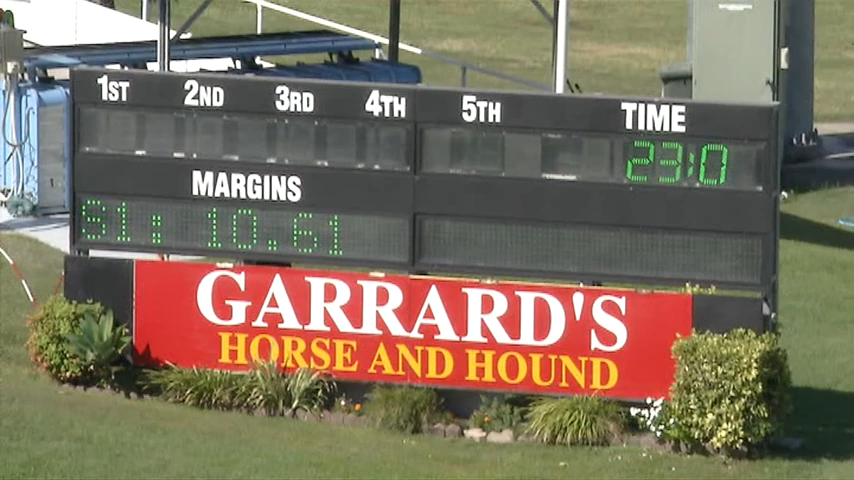 1ST 2ND 3RD 4TH 5TH TIME
23:0
MARGINS
S1: 10.61
GARRARD'S
HORSE AND HOUND